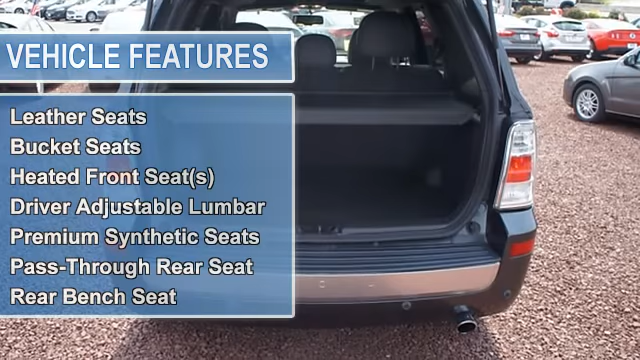 VEHICLE FEATURES
Leather Seats
Bucket Seats
Heated Front Seat(s)
Driver Adjustable Lumbar
Premium Synthetic Seats
Pass-Through Rear Seat
Rear Bench Seat